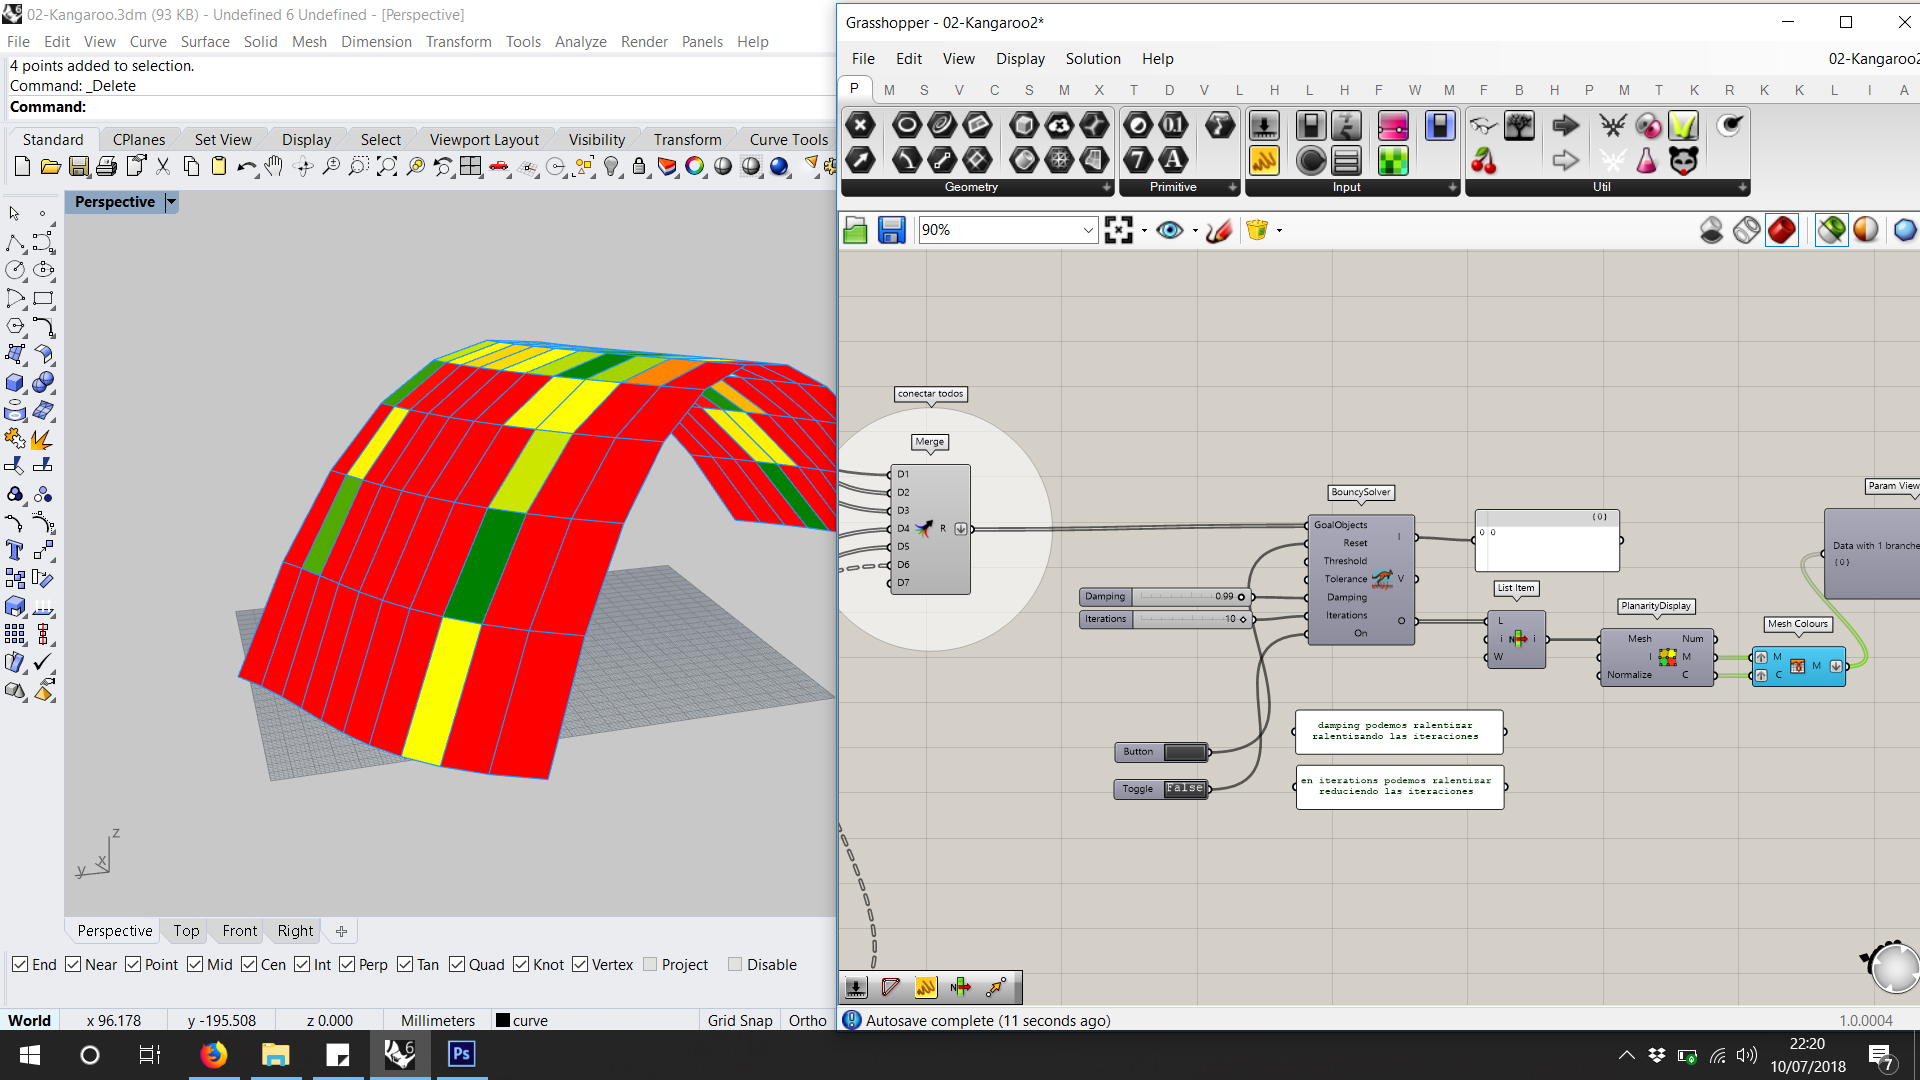 02-Kangaroo.3dm (93 KB) - Undefined 6 Undefined - [Perspective]
File Edit View Curve Surface Solid Mesh Dimension Transform Tools Analyze Render Panels Help
4 points added to selection.
Command: _Delete
Command:
Standard CPlanes Set View Display Select Viewport Layout Visibility Transform Curve Tools
Perspective
z
x
y
Perspective Top Front Right
End Near Point Mid Cen Int Perp Tan Quad Knot Vertex Project Disable
World x 96.178 y -195.508 z 0.000 Millimeters curve Grid Snap Ortho
Grasshopper - 02-Kangaroo2*
File Edit View Display Solution Help
02-Kangaroo2
P M S V C S M X T D V L H L H F W M F B H P M T K R K K L I A
Geometry Primitive Input Util
90%
conectar todos
Merge
D1
D2
D3
D4 R
D5
D6
D7
BouncySolver
GoalObjects
Reset
Threshold
Tolerance
Damping
Iterations
On
I
V
O
Damping 0.99
Iterations 10
Button
Toggle False
{0}
0 0
List Item
L
i
W
i
PlanarityDisplay
Mesh Num
I M
Normalize C
Mesh Colours
M
C
M
Param View
Data with 1 branche
{0}
damping podemos ralentizar
ralentisando las iteraciones
en iterations podemos ralentizar
reduciendo las iteraciones
Autosave complete (11 seconds ago)
1.0.0004
6
Ps
22:20
10/07/2018
7